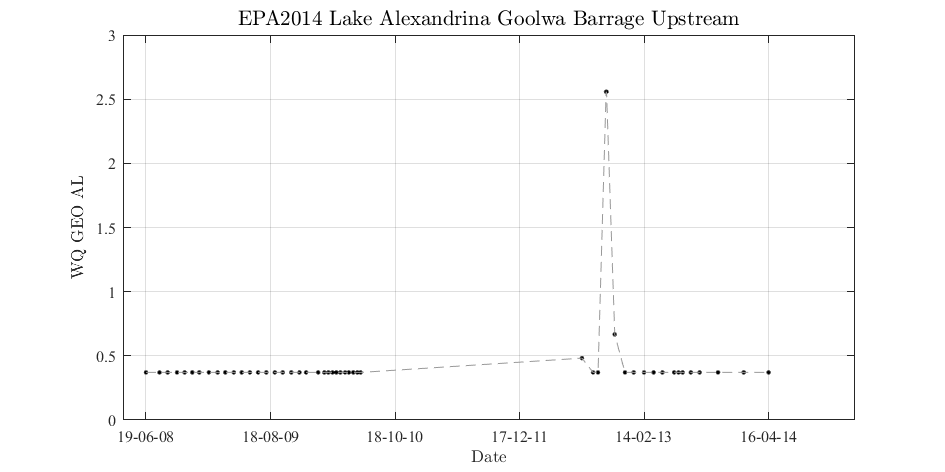 EPA2014 Lake Alexandrina Goolwa Barrage Upstream
3
2.5
2
1.5
1
0.5
0
WQ GEO AL
19-06-08 18-08-09 18-10-10 17-12-11 14-02-13 16-04-14
Date